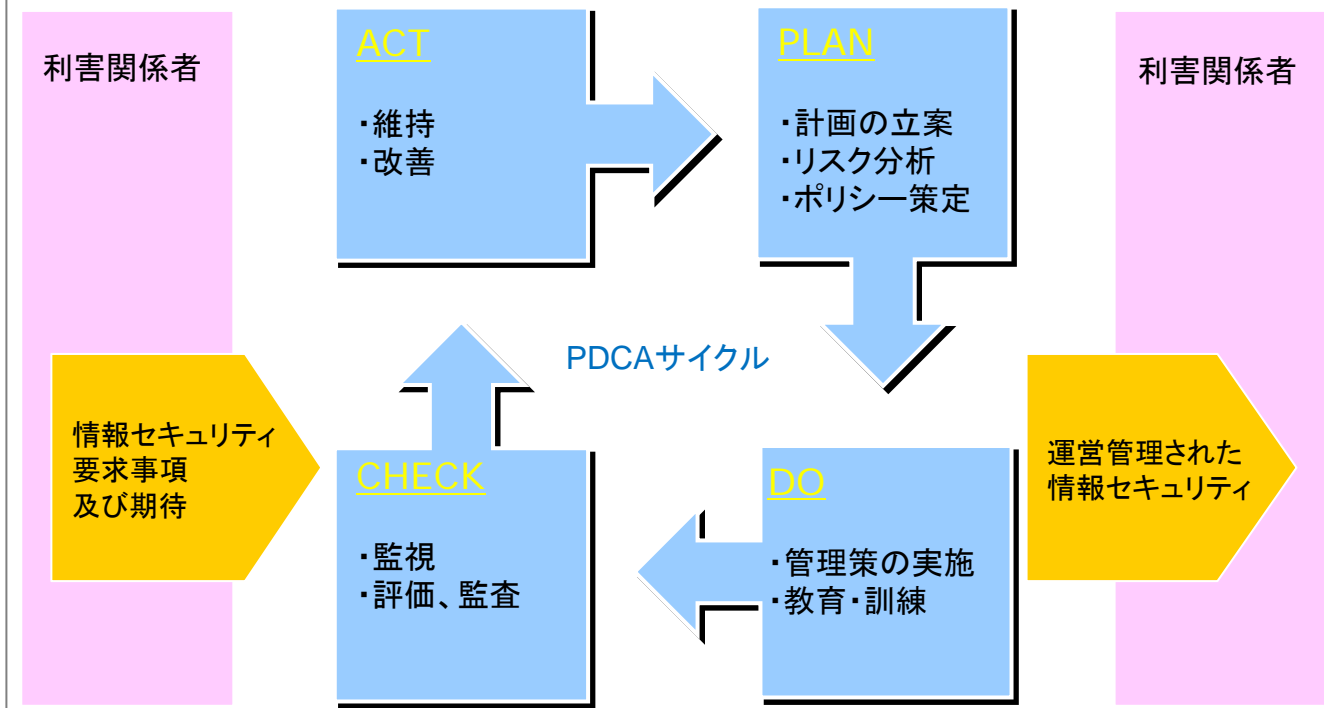 利害関係者
ACT
・維持
・改善
PLAN
・計画の立案
・リスク分析
・ポリシー策定
利害関係者
PDCAサイクル
情報セキュリティ
要求事項
及び期待
CHECK
・監視
・評価、監査
DO
・管理策の実施
・教育・訓練
運営管理された
情報セキュリティ